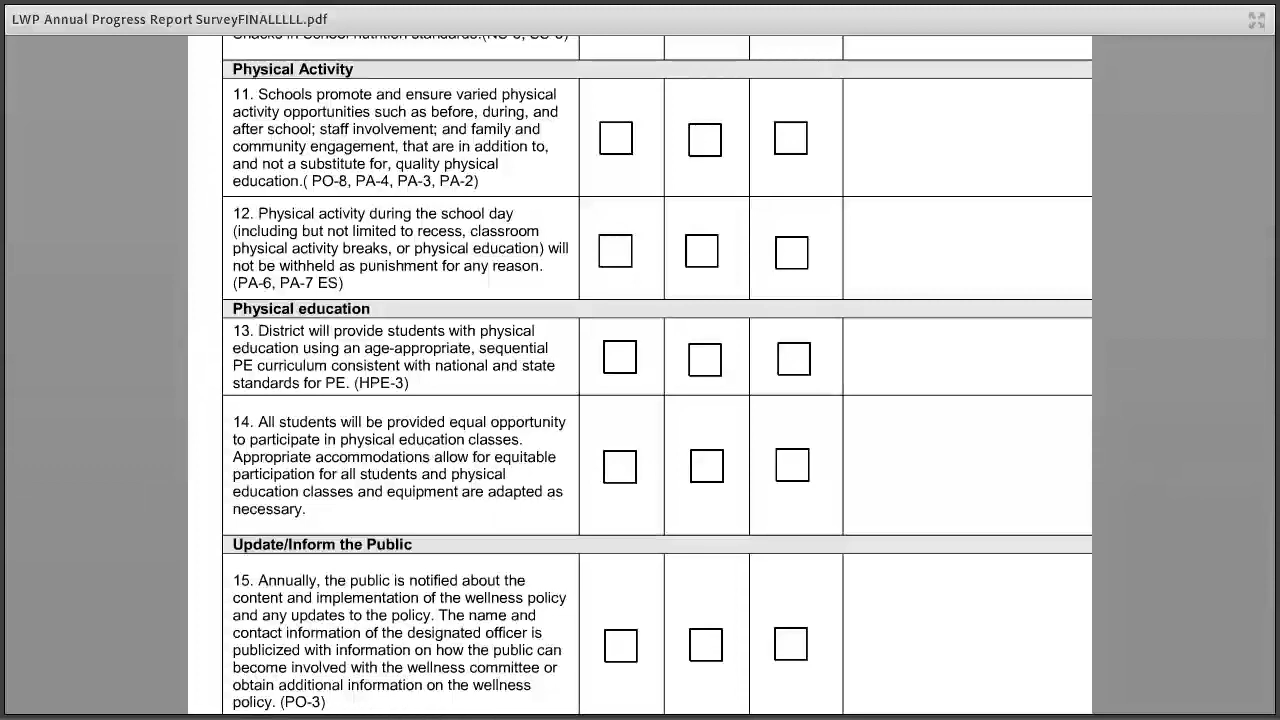 LWP Annual Progress Report SurveyFINALLLLL.pdf
Snacks in School nutrition standards.(NS-3, CS-3)
Physical Activity
11. Schools promote and ensure varied physical
activity opportunities such as before, during, and
after school; staff involvement; and family and
community engagement, that are in addition to,
and not a substitute for, quality physical
education.( PO-8, PA-4, PA-3, PA-2)
12. Physical activity during the school day
(including but not limited to recess, classroom
physical activity breaks, or physical education) will
not be withheld as punishment for any reason.
(PA-6, PA-7 ES)
Physical education
13. District will provide students with physical
education using an age-appropriate, sequential
PE curriculum consistent with national and state
standards for PE. (HPE-3)
14. All students will be provided equal opportunity
to participate in physical education classes.
Appropriate accommodations allow for equitable
participation for all students and physical
education classes and equipment are adapted as
necessary.
Update/Inform the Public
15. Annually, the public is notified about the
content and implementation of the wellness policy
and any updates to the policy. The name and
contact information of the designated officer is
publicized with information on how the public can
become involved with the wellness committee or
obtain additional information on the wellness
policy. (PO-3)